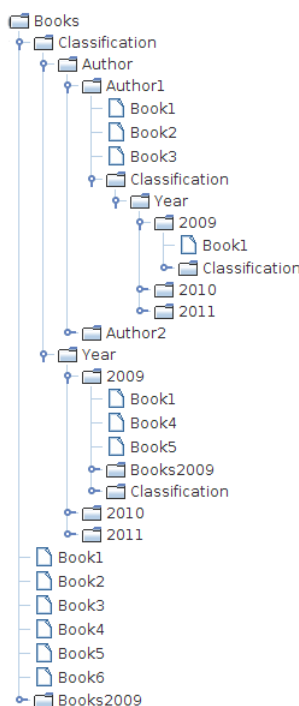 Books
Classification
Author
Author1
Book1
Book2
Book3
Classification
Year
2009
Book1
Classification
2010
2011
Author2
Year
2009
Book1
Book4
Book5
Books2009
Classification
2010
2011
Book1
Book2
Book3
Book4
Book5
Book6
Books2009